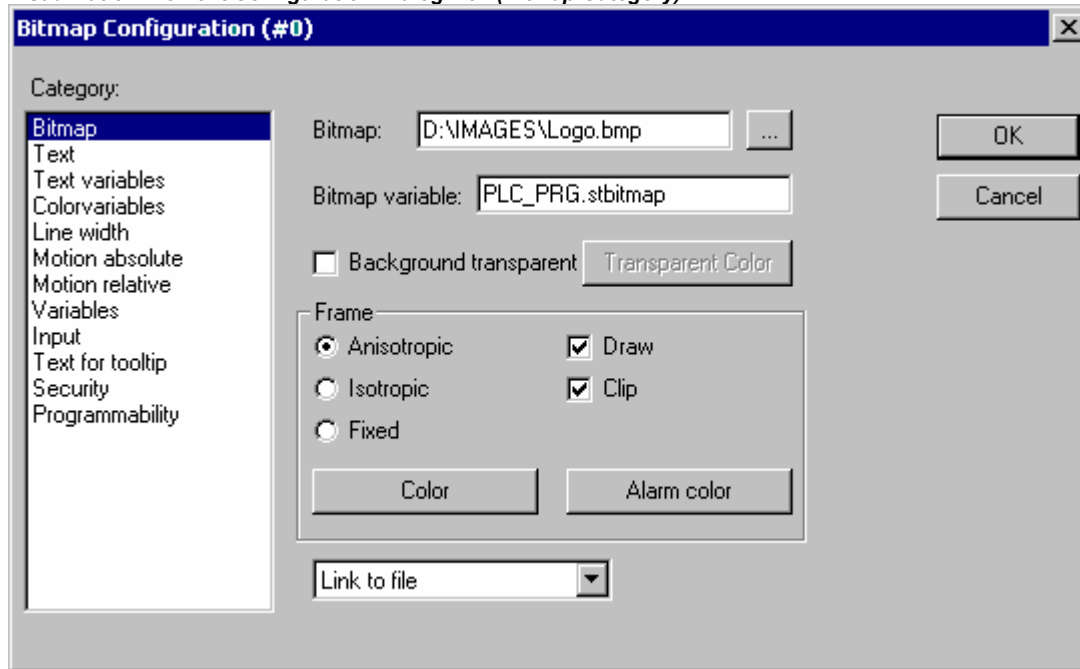 Bitmap Configuration (#0)
Category:
Bitmap
Text
Text variables
Colorvariables
Line width
Motion absolute
Motion relative
Variables
Input
Text for tooltip
Security
Programmability
Bitmap: D:\IMAGES\Logo.bmp ...
Bitmap variable: PLC_PRG.stbitmap
Background transparent Transparent Color
Frame
Anisotropic Draw
Isotropic Clip
Fixed
Color Alarm color
Link to file
OK
Cancel